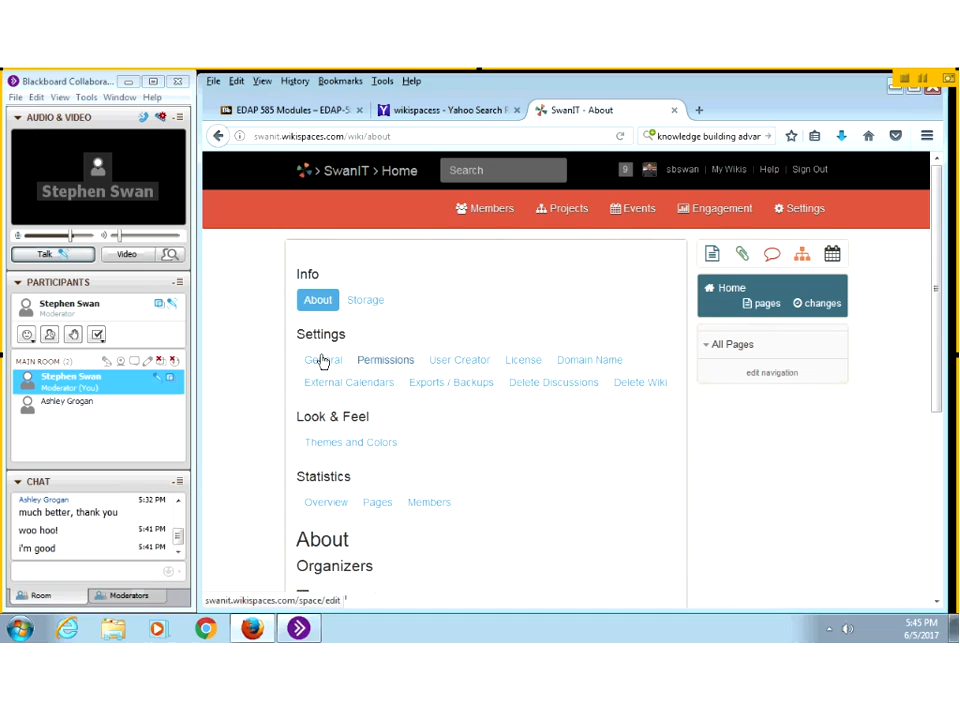 Blackboard Collabora...
File Edit View Tools Window Help
AUDIO & VIDEO
Stephen Swan
Talk
Video
PARTICIPANTS
Stephen Swan
Moderator
MAIN ROOM (2)
Stephen Swan
Moderator (You)
Ashley Grogan
CHAT
Ashley Grogan 5:32 PM
much better, thank you
woo hoo! 5:41 PM
i'm good 5:41 PM
Room
Moderators
File Edit View History Bookmarks Tools Help
EDAP 585 Modules – EDAP-5
wikispacess - Yahoo Search R
SwanIT - About
swanit.wikispaces.com/wiki/about
knowledge building advar
> SwanIT > Home
Search
9
sbswan | My Wikis | Help | Sign Out
Members Projects Events Engagement Settings
Info
About Storage
Settings
General Permissions User Creator License Domain Name
External Calendars Exports / Backups Delete Discussions Delete Wiki
Look & Feel
Themes and Colors
Statistics
Overview Pages Members
About
Organizers
Home
pages changes
All Pages
edit navigation
swanit.wikispaces.com/space/edit
5:45 PM
6/5/2017